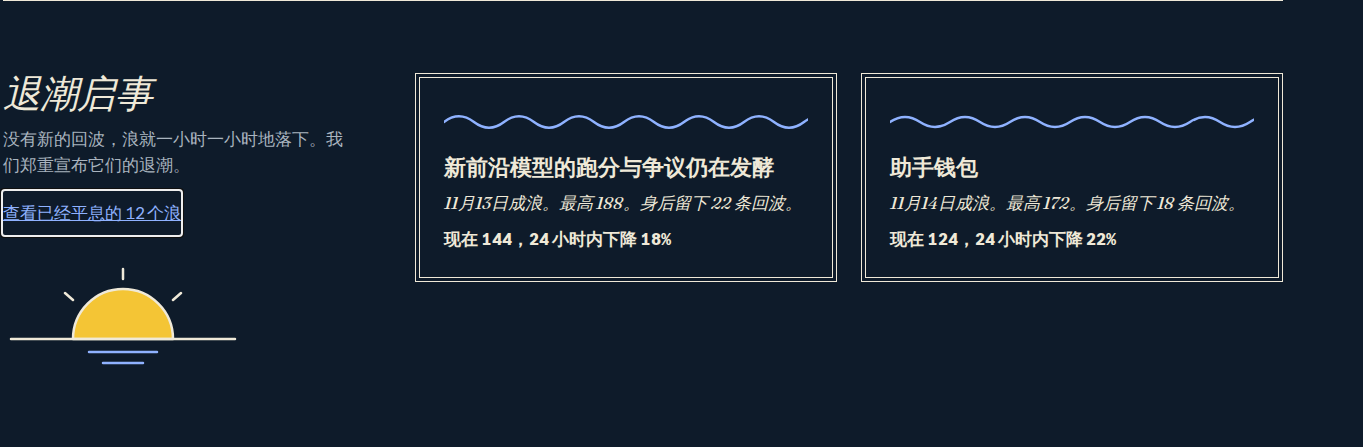 退潮启事
没有新的回波，浪就一小时一小时地落下。我
们郑重宣布它们的退潮。
查看已经平息的 12 个浪
新前沿模型的跑分与争议仍在发酵
11月13日成浪。最高 188。身后留下 22 条回波。
现在 144，24 小时内下降 18%
助手钱包
11月14日成浪。最高 172。身后留下 18 条回波。
现在 124，24 小时内下降 22%